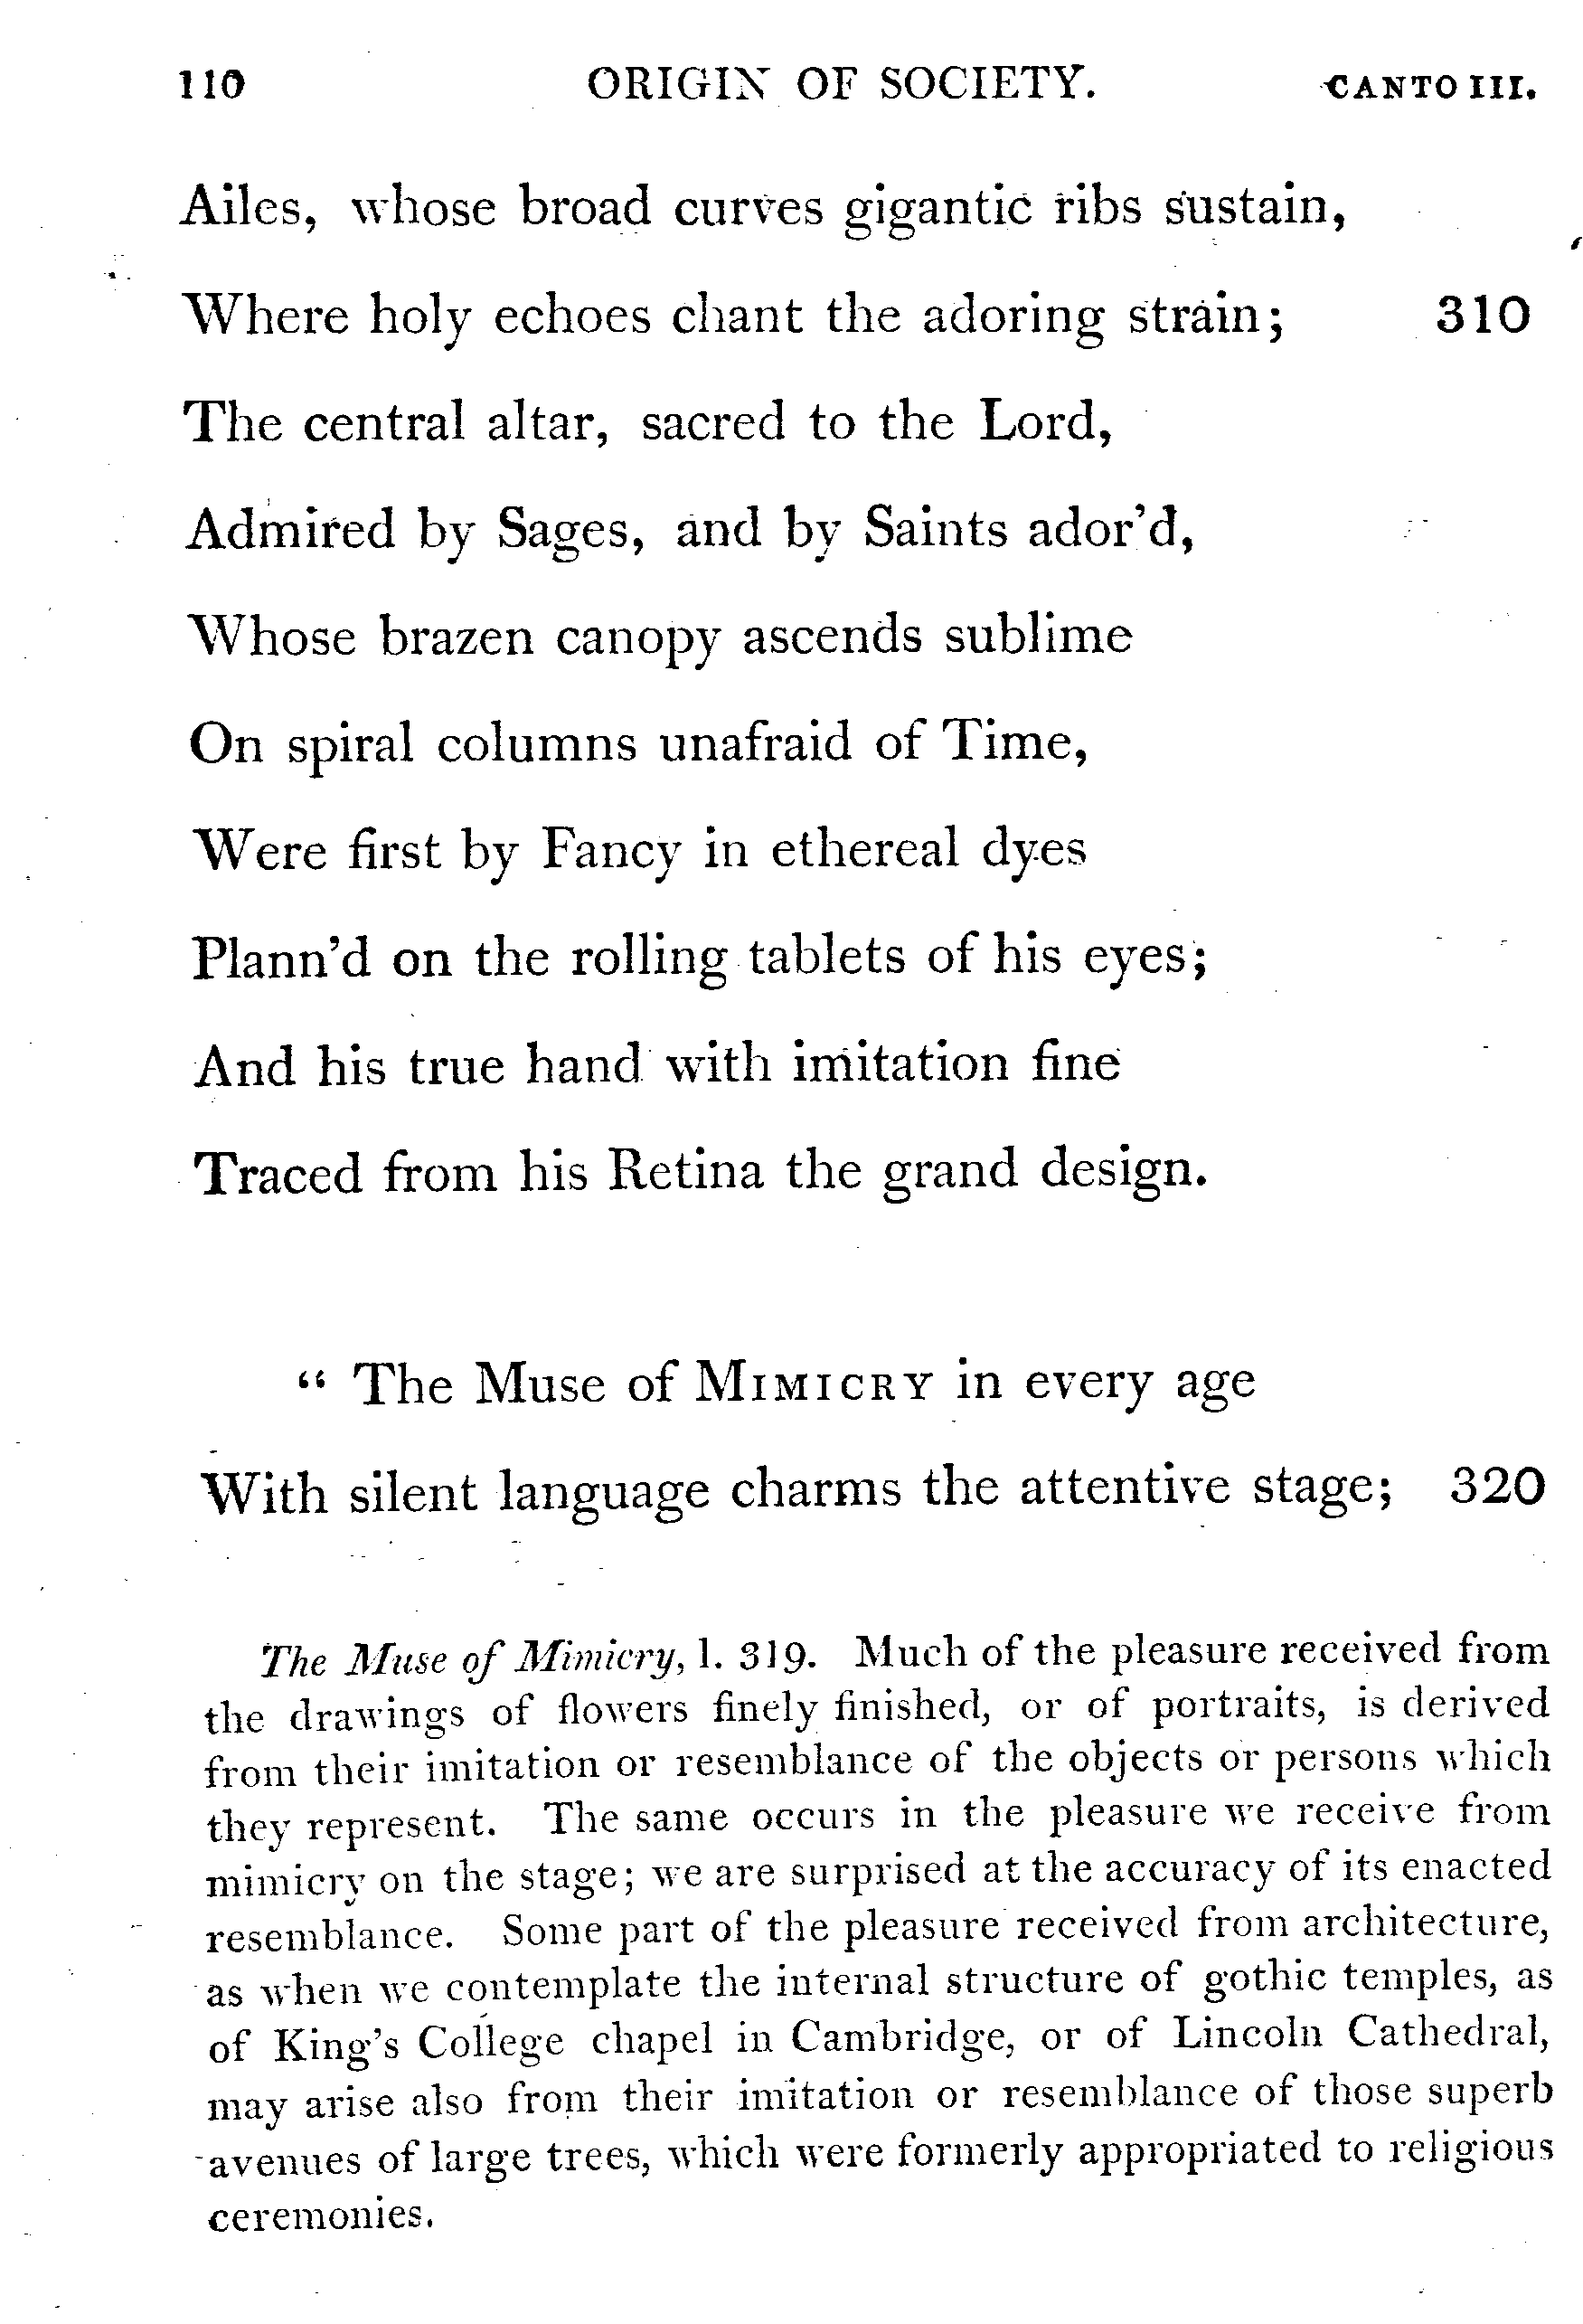 110 ORIGIN OF SOCIETY. CANTO III.
Ailes, whose broad curves gigantic ribs sustain,
Where holy echoes chant the adoring strain; 310
The central altar, sacred to the Lord,
Admired by Sages, and by Saints ador'd,
Whose brazen canopy ascends sublime
On spiral columns unafraid of Time,
Were first by Fancy in ethereal dyes
Plann'd on the rolling tablets of his eyes;
And his true hand with imitation fine
Traced from his Retina the grand design.
“ The Muse of MIMICRY in every age
With silent language charms the attentive stage; 320
The Muse of Mimicry, l. 319. Much of the pleasure received from
the drawings of flowers finely finished, or of portraits, is derived
from their imitation or resemblance of the objects or persons which
they represent. The same occurs in the pleasure we receive from
mimicry on the stage; we are surprised at the accuracy of its enacted
resemblance. Some part of the pleasure received from architecture,
as when we contemplate the internal structure of gothic temples, as
of King's College chapel in Cambridge, or of Lincoln Cathedral,
may arise also from their imitation or resemblance of those superb
avenues of large trees, which were formerly appropriated to religious
ceremonies.